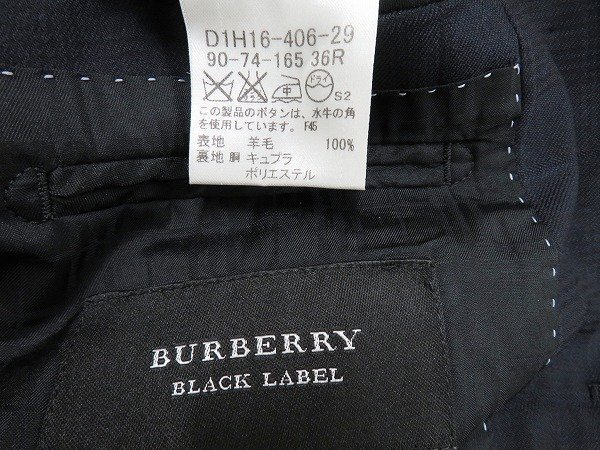 D1H16-406-29
90-74-165 36R
中 ドライ S2
この製品のボタンは、水牛の角
を使用しています。F45
表地 羊毛 100%
裏地 胴 キュプラ
ポリエステル
BURBERRY
BLACK LABEL